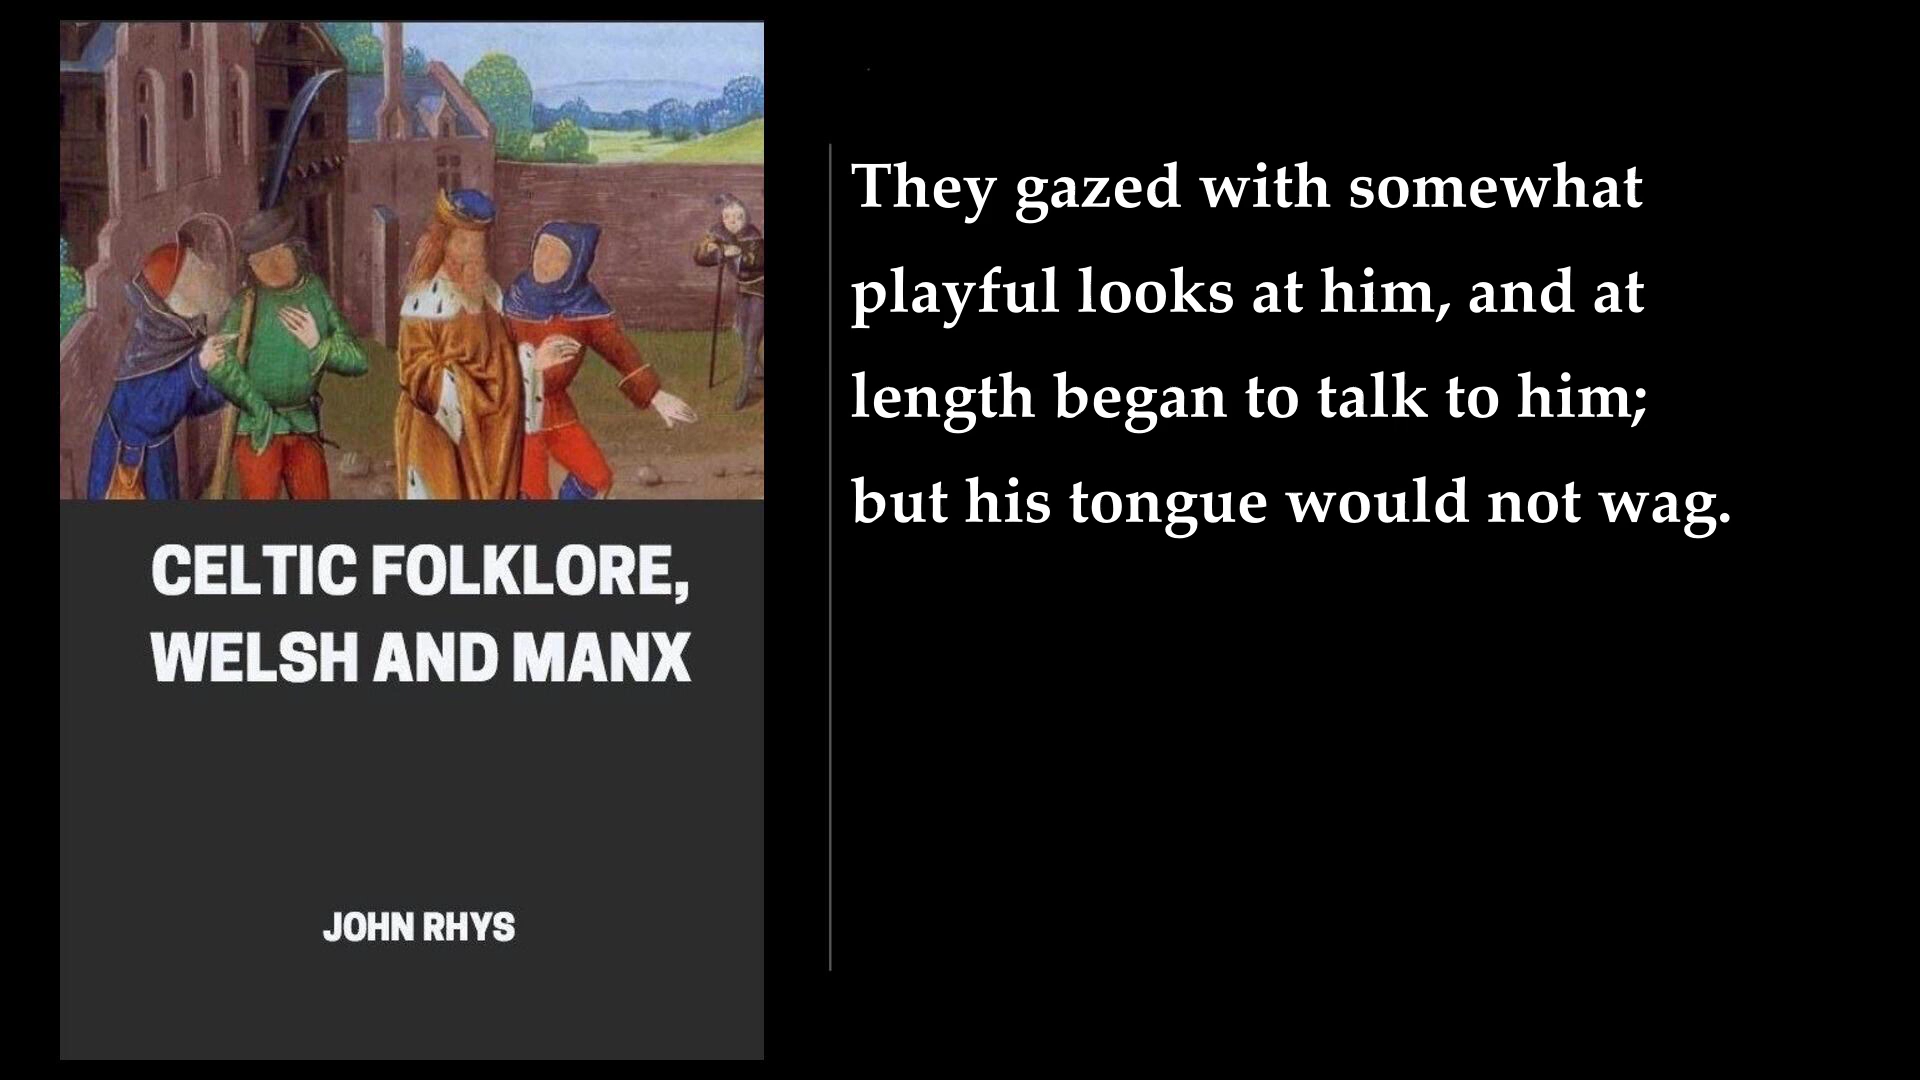 CELTIC FOLKLORE,
WELSH AND MANX
JOHN RHYS
They gazed with somewhat
playful looks at him, and at
length began to talk to him;
but his tongue would not wag.